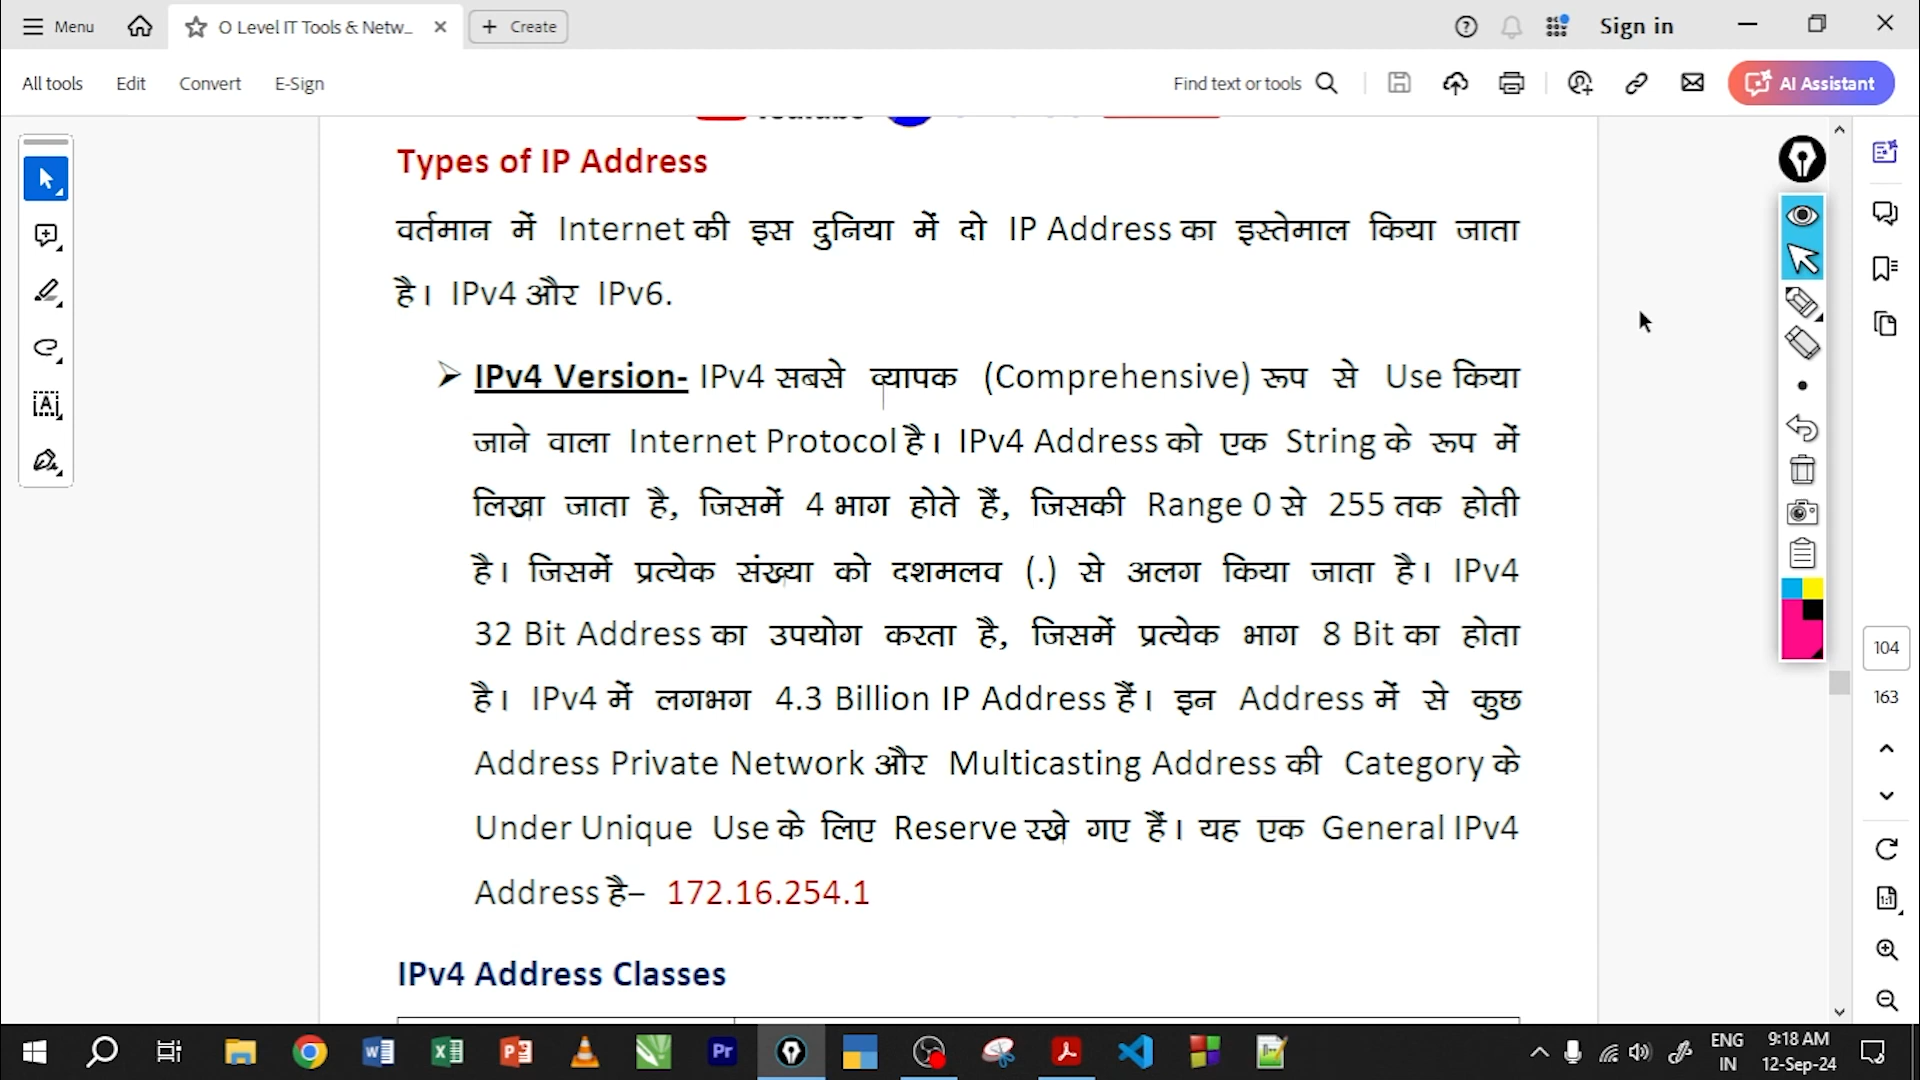 Menu
O Level IT Tools & Netw...
Create
Sign in
All tools
Edit
Convert
E-Sign
Find text or tools
AI Assistant
Types of IP Address
वर्तमान में Internet की इस दुनिया में दो IP Address का इस्तेमाल किया जाता
है। IPv4 और IPv6.
➢ IPv4 Version- IPv4 सबसे व्यापक (Comprehensive) रूप से Use किया
जाने वाला Internet Protocol है। IPv4 Address को एक String के रूप में
लिखा जाता है, जिसमें 4 भाग होते हैं, जिसकी Range 0 से 255 तक होती
है। जिसमें प्रत्येक संख्या को दशमलव (.) से अलग किया जाता है। IPv4
32 Bit Address का उपयोग करता है, जिसमें प्रत्येक भाग 8 Bit का होता
है। IPv4 में लगभग 4.3 Billion IP Address हैं। इन Address में से कुछ
Address Private Network और Multicasting Address की Category के
Under Unique Use के लिए Reserve रखे गए हैं। यह एक General IPv4
Address है– 172.16.254.1
IPv4 Address Classes
104
163
ENG
IN
9:18 AM
12-Sep-24